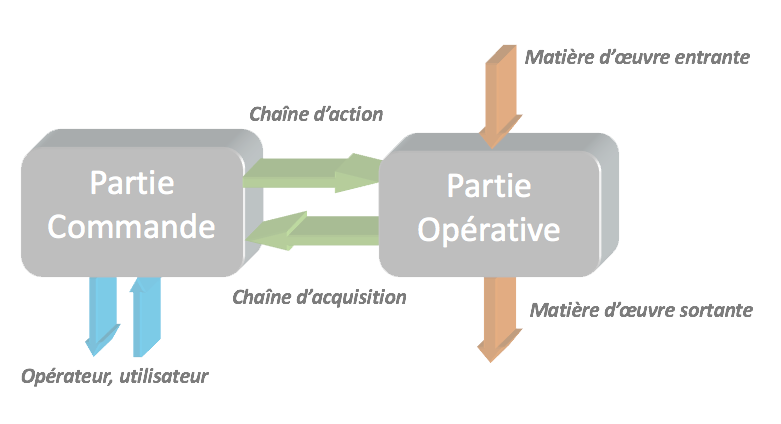 Matière d’œuvre entrante
Chaîne d’action
Partie
Commande
Partie
Opérative
Chaîne d’acquisition
Matière d’œuvre sortante
Opérateur, utilisateur